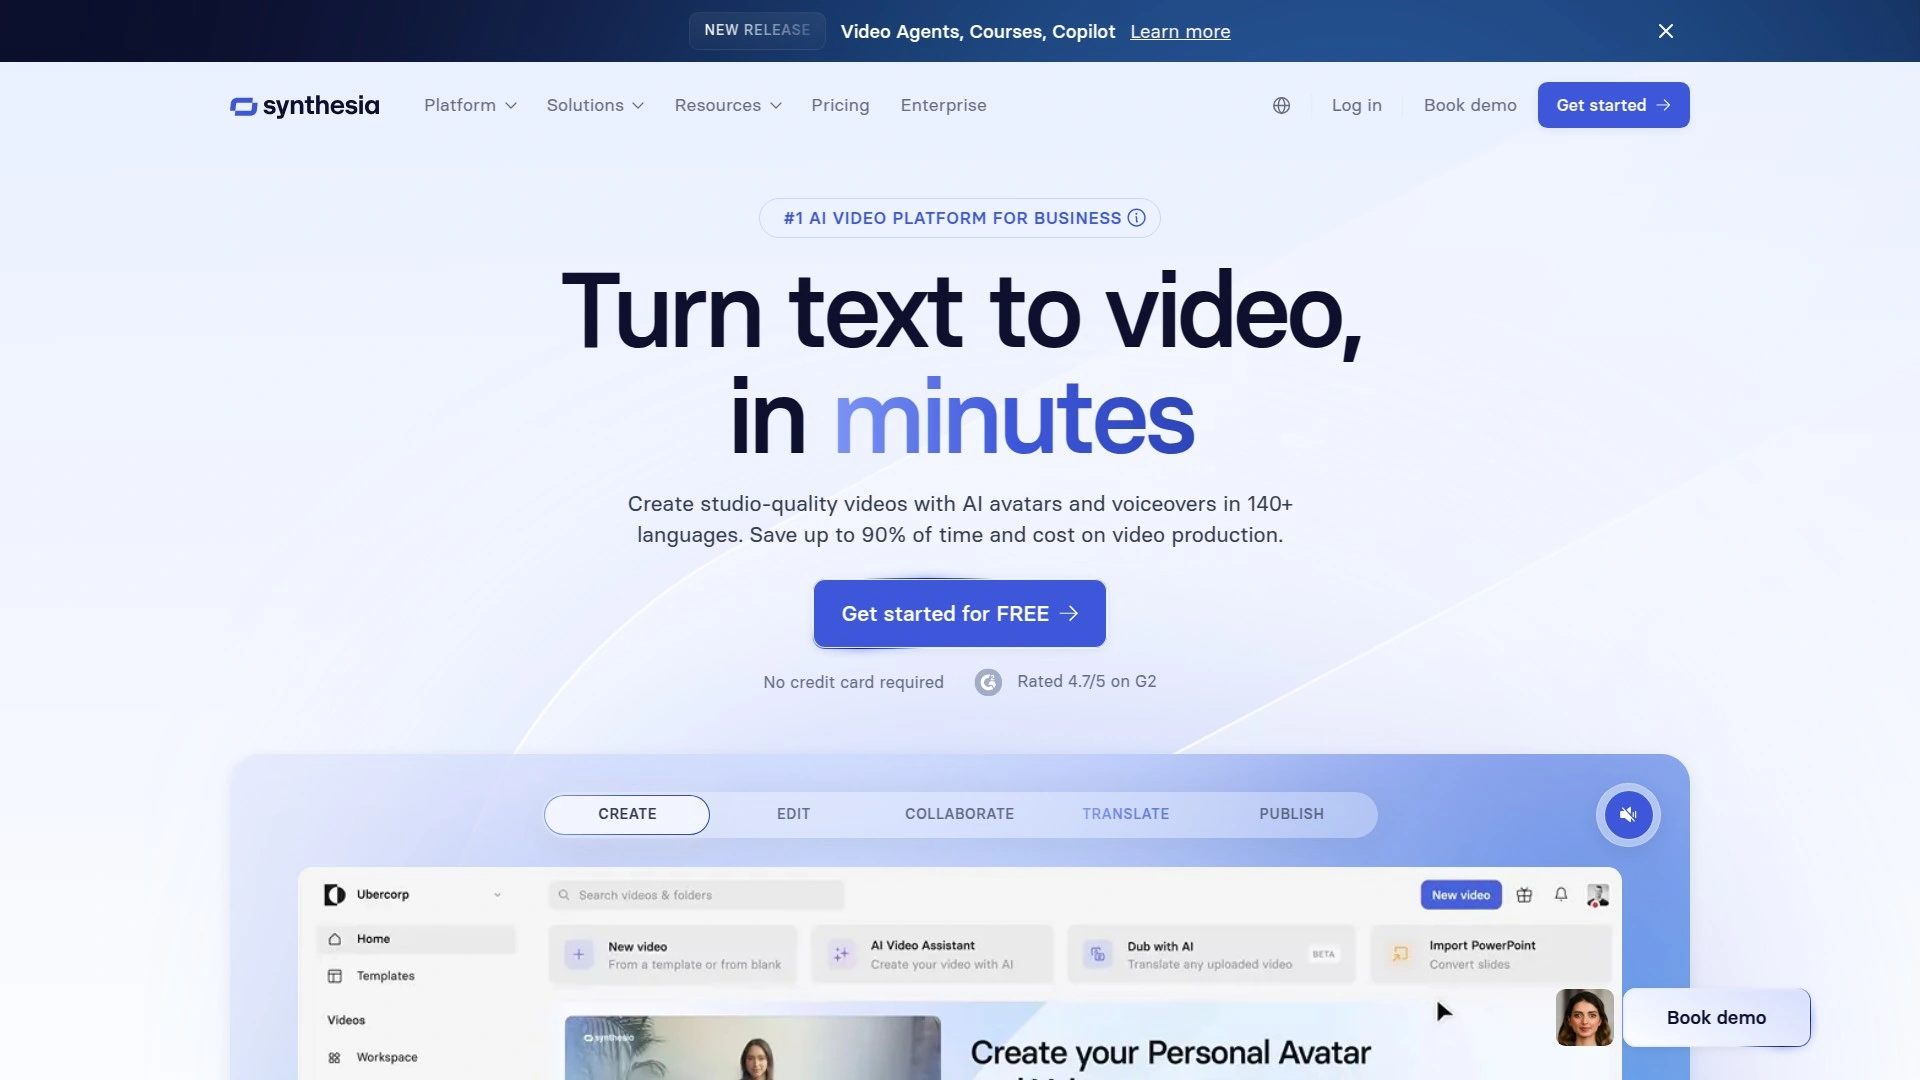 NEW RELEASE
Video Agents, Courses, Copilot Learn more
synthesia
Platform
Solutions
Resources
Pricing
Enterprise
Log in
Book demo
Get started
#1 AI VIDEO PLATFORM FOR BUSINESS
Turn text to video,
in minutes
Create studio-quality videos with AI avatars and voiceovers in 140+
languages. Save up to 90% of time and cost on video production.
Get started for FREE
No credit card required
Rated 4.7/5 on G2
CREATE
EDIT
COLLABORATE
TRANSLATE
PUBLISH
Ubercorp
Search videos & folders
New video
Home
Templates
Videos
Workspace
New video
From a template or from blank
AI Video Assistant
Create your video with AI
Dub with AI
Translate any uploaded video
BETA
Import PowerPoint
Convert slides
synthesia
Create your Personal Avatar
Book demo